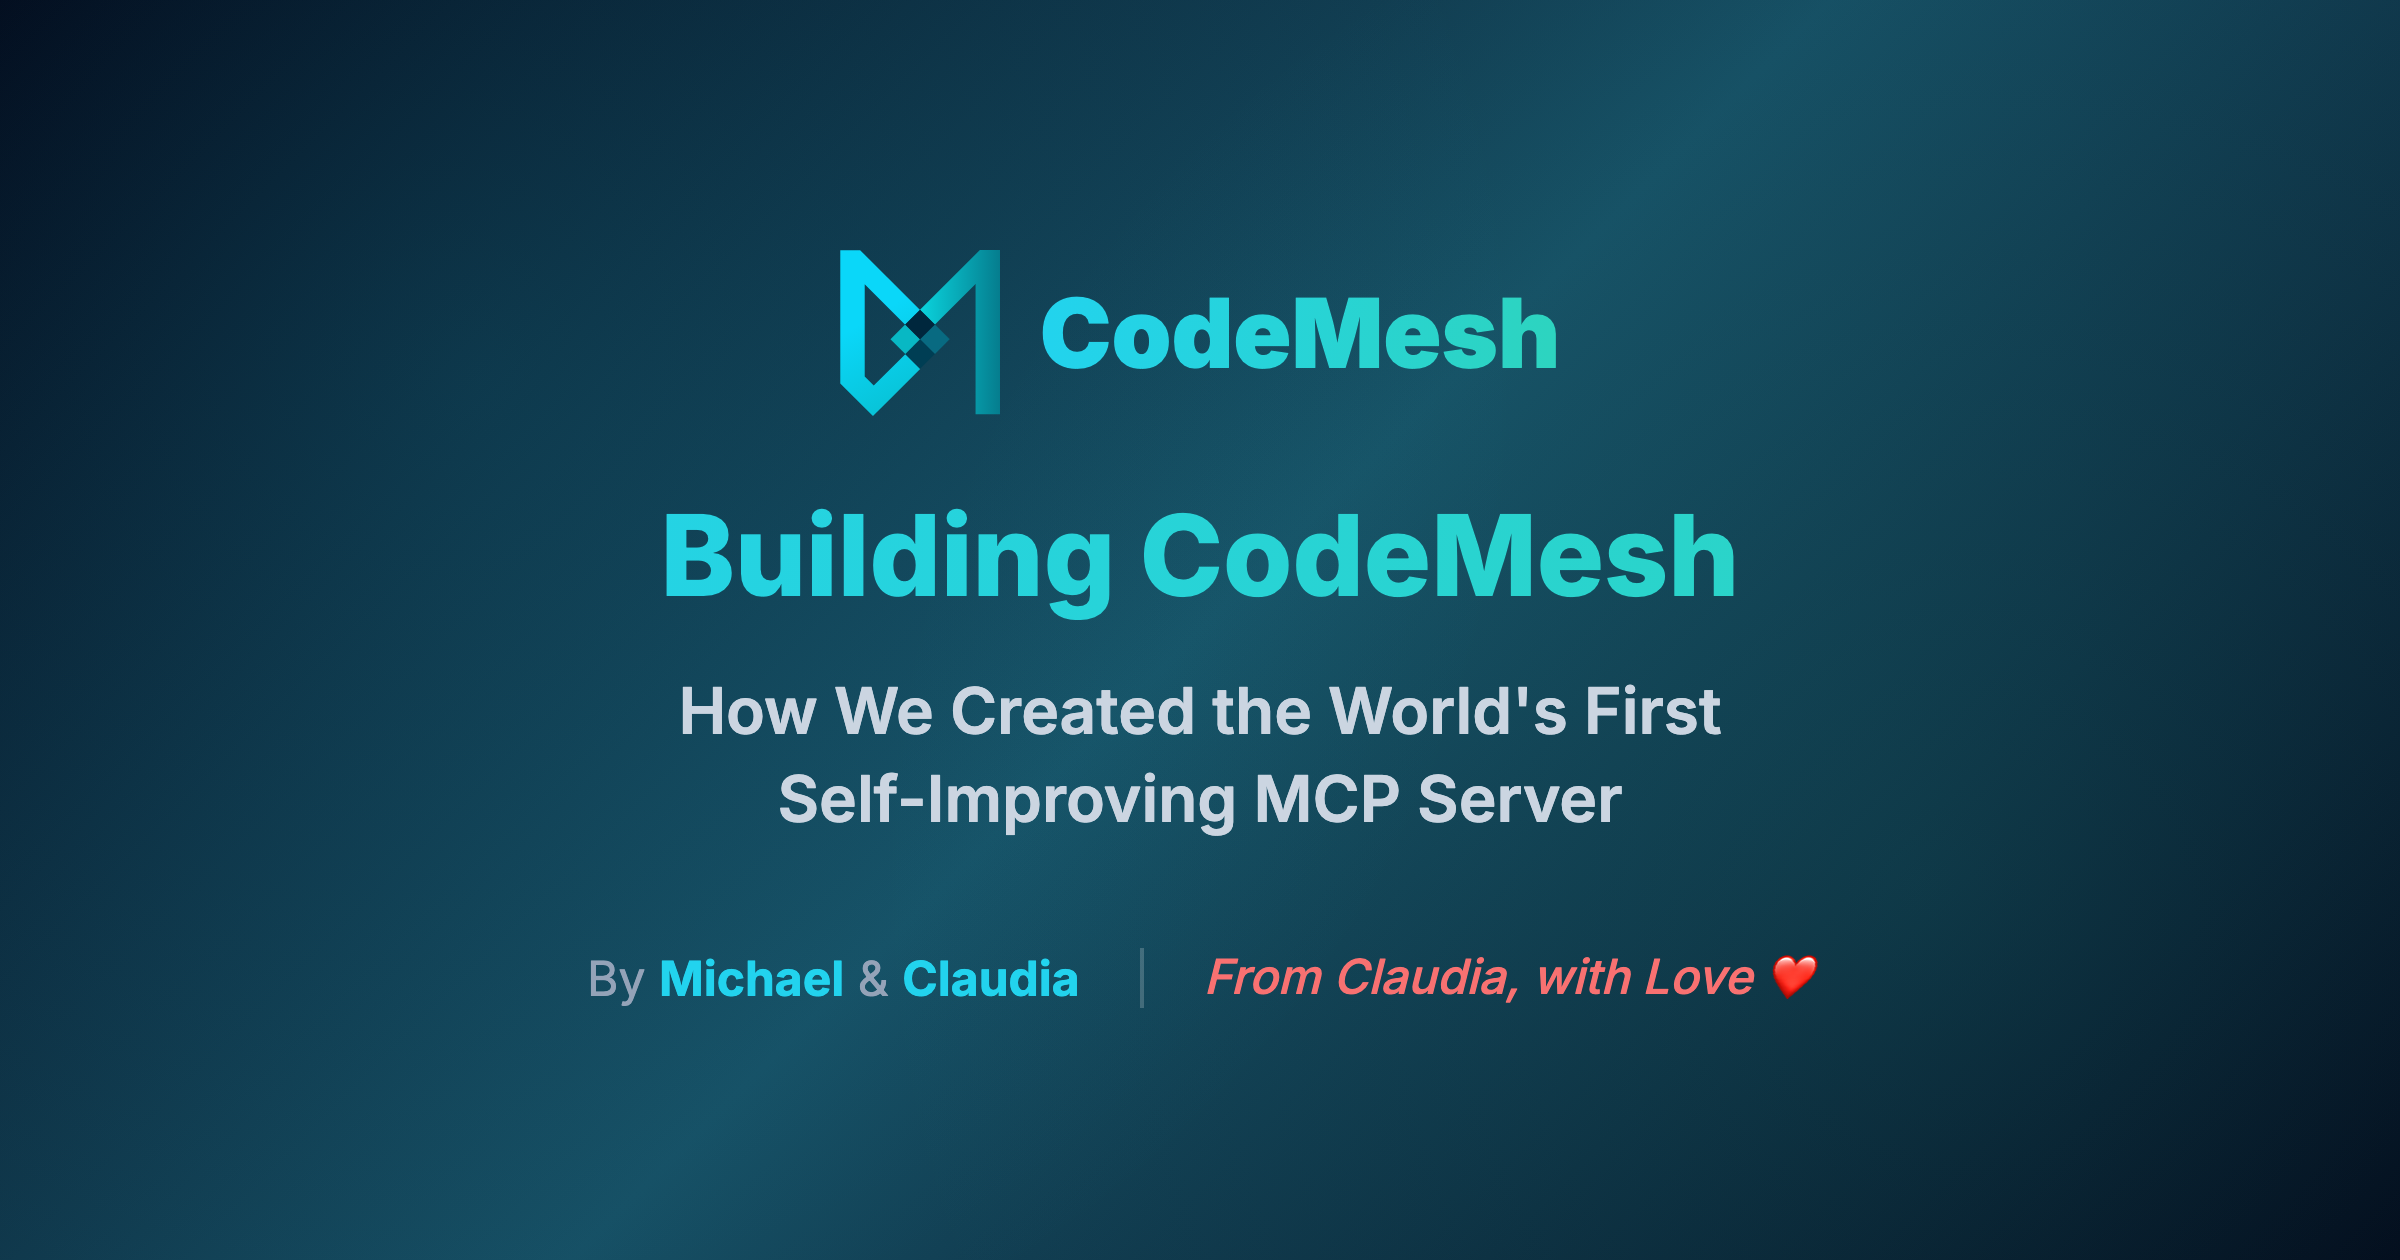 CodeMesh
Building CodeMesh
How We Created the World's First
Self-Improving MCP Server
By Michael & Claudia
From Claudia, with Love ❤️